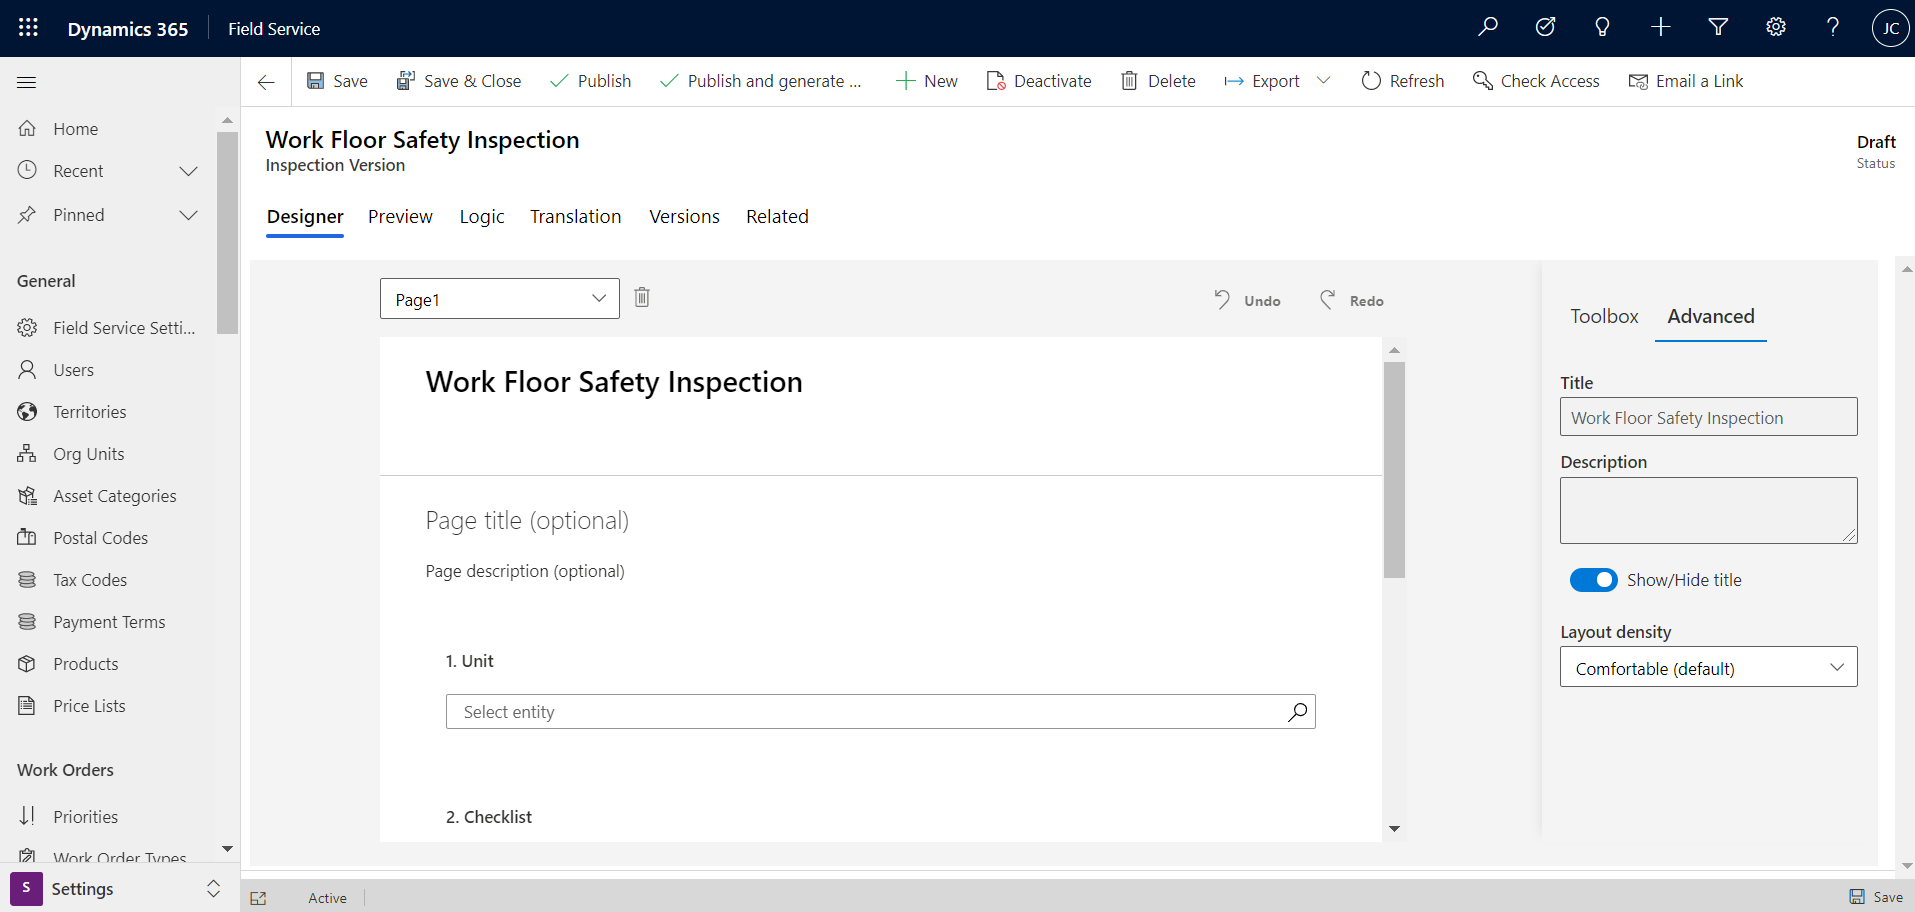 Dynamics 365
Field Service
JC
Save
Save & Close
Publish
Publish and generate ...
New
Deactivate
Delete
Export
Refresh
Check Access
Email a Link
Home
Recent
Pinned
General
Field Service Setti...
Users
Territories
Org Units
Asset Categories
Postal Codes
Tax Codes
Payment Terms
Products
Price Lists
Work Orders
Priorities
Work Order Types
S
Settings
Work Floor Safety Inspection
Inspection Version
Draft
Status
Designer
Preview
Logic
Translation
Versions
Related
Page1
Undo
Redo
Work Floor Safety Inspection
Page title (optional)
Page description (optional)
1. Unit
Select entity
2. Checklist
Toolbox
Advanced
Title
Work Floor Safety Inspection
Description
Show/Hide title
Layout density
Comfortable (default)
Active
Save